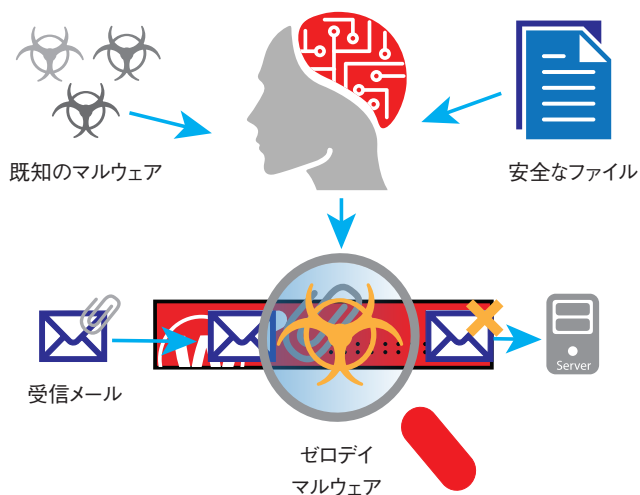 既知のマルウェア
安全なファイル
受信メール
Server
ゼロデイ
マルウェア